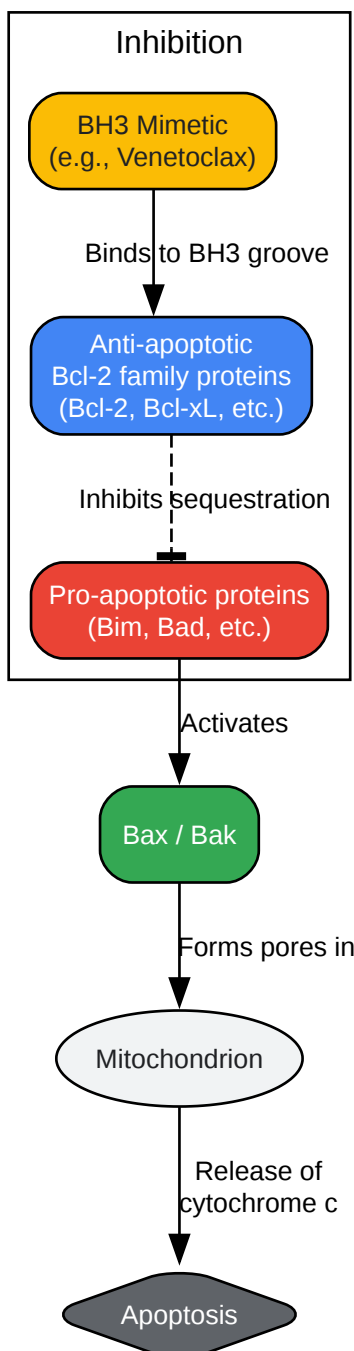 Inhibition
BH3 Mimetic
(e.g., Venetoclax)
Binds to BH3 groove
Anti-apoptotic
Bcl-2 family proteins
(Bcl-2, Bcl-xL, etc.)
Inhibits sequestration
Pro-apoptotic proteins
(Bim, Bad, etc.)
Activates
Bax / Bak
Forms pores in
Mitochondrion
Release of
cytochrome c
Apoptosis